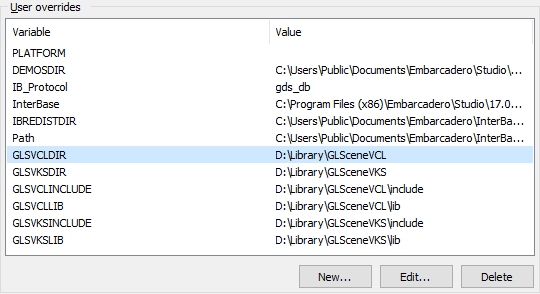 User overrides
Variable Value
PLATFORM
DEMOSDIR C:\Users\Public\Documents\Embarcadero\Studio\...
IB_Protocol gds_db
InterBase C:\Program Files (x86)\Embarcadero\Studio\17.0...
IBREDISTDIR C:\Users\Public\Documents\Embarcadero\InterBa...
Path C:\Users\Public\Documents\Embarcadero\InterBa...
GLSVCLDIR D:\Library\GLSceneVCL
GLSVKSDIR D:\Library\GLSceneVKS
GLSVCLINCLUDE D:\Library\GLSceneVCL\include
GLSVCLLIB D:\Library\GLSceneVCL\lib
GLSVKSINCLUDE D:\Library\GLSceneVKS\include
GLSVKSLIB D:\Library\GLSceneVKS\lib
New... Edit... Delete